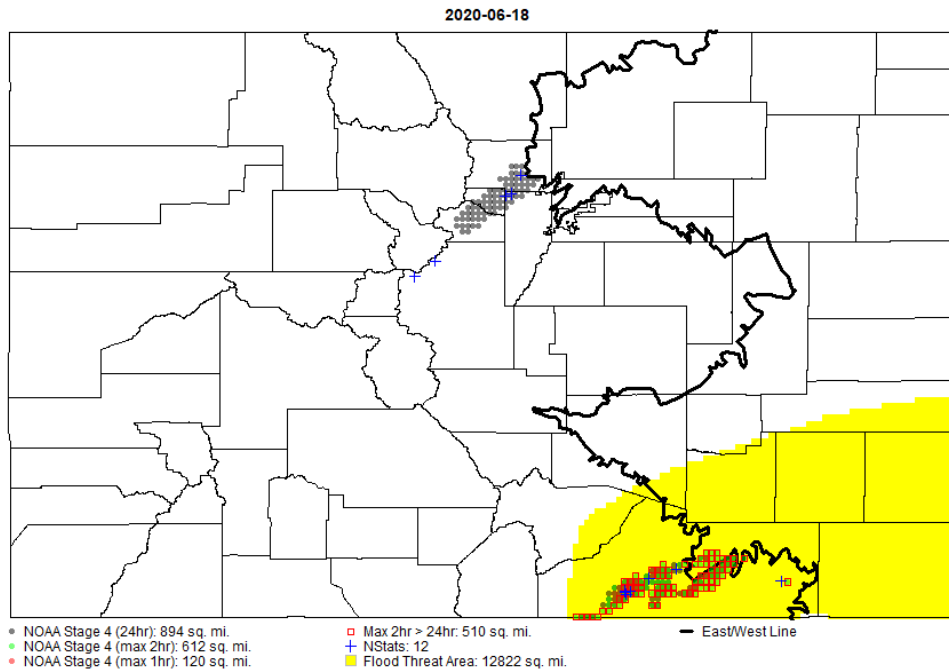 2020-06-18
NOAA Stage 4 (24hr): 894 sq. mi.
NOAA Stage 4 (max 2hr): 612 sq. mi.
NOAA Stage 4 (max 1hr): 120 sq. mi.
Max 2hr > 24hr: 510 sq. mi.
NStats: 12
Flood Threat Area: 12822 sq. mi.
East/West Line